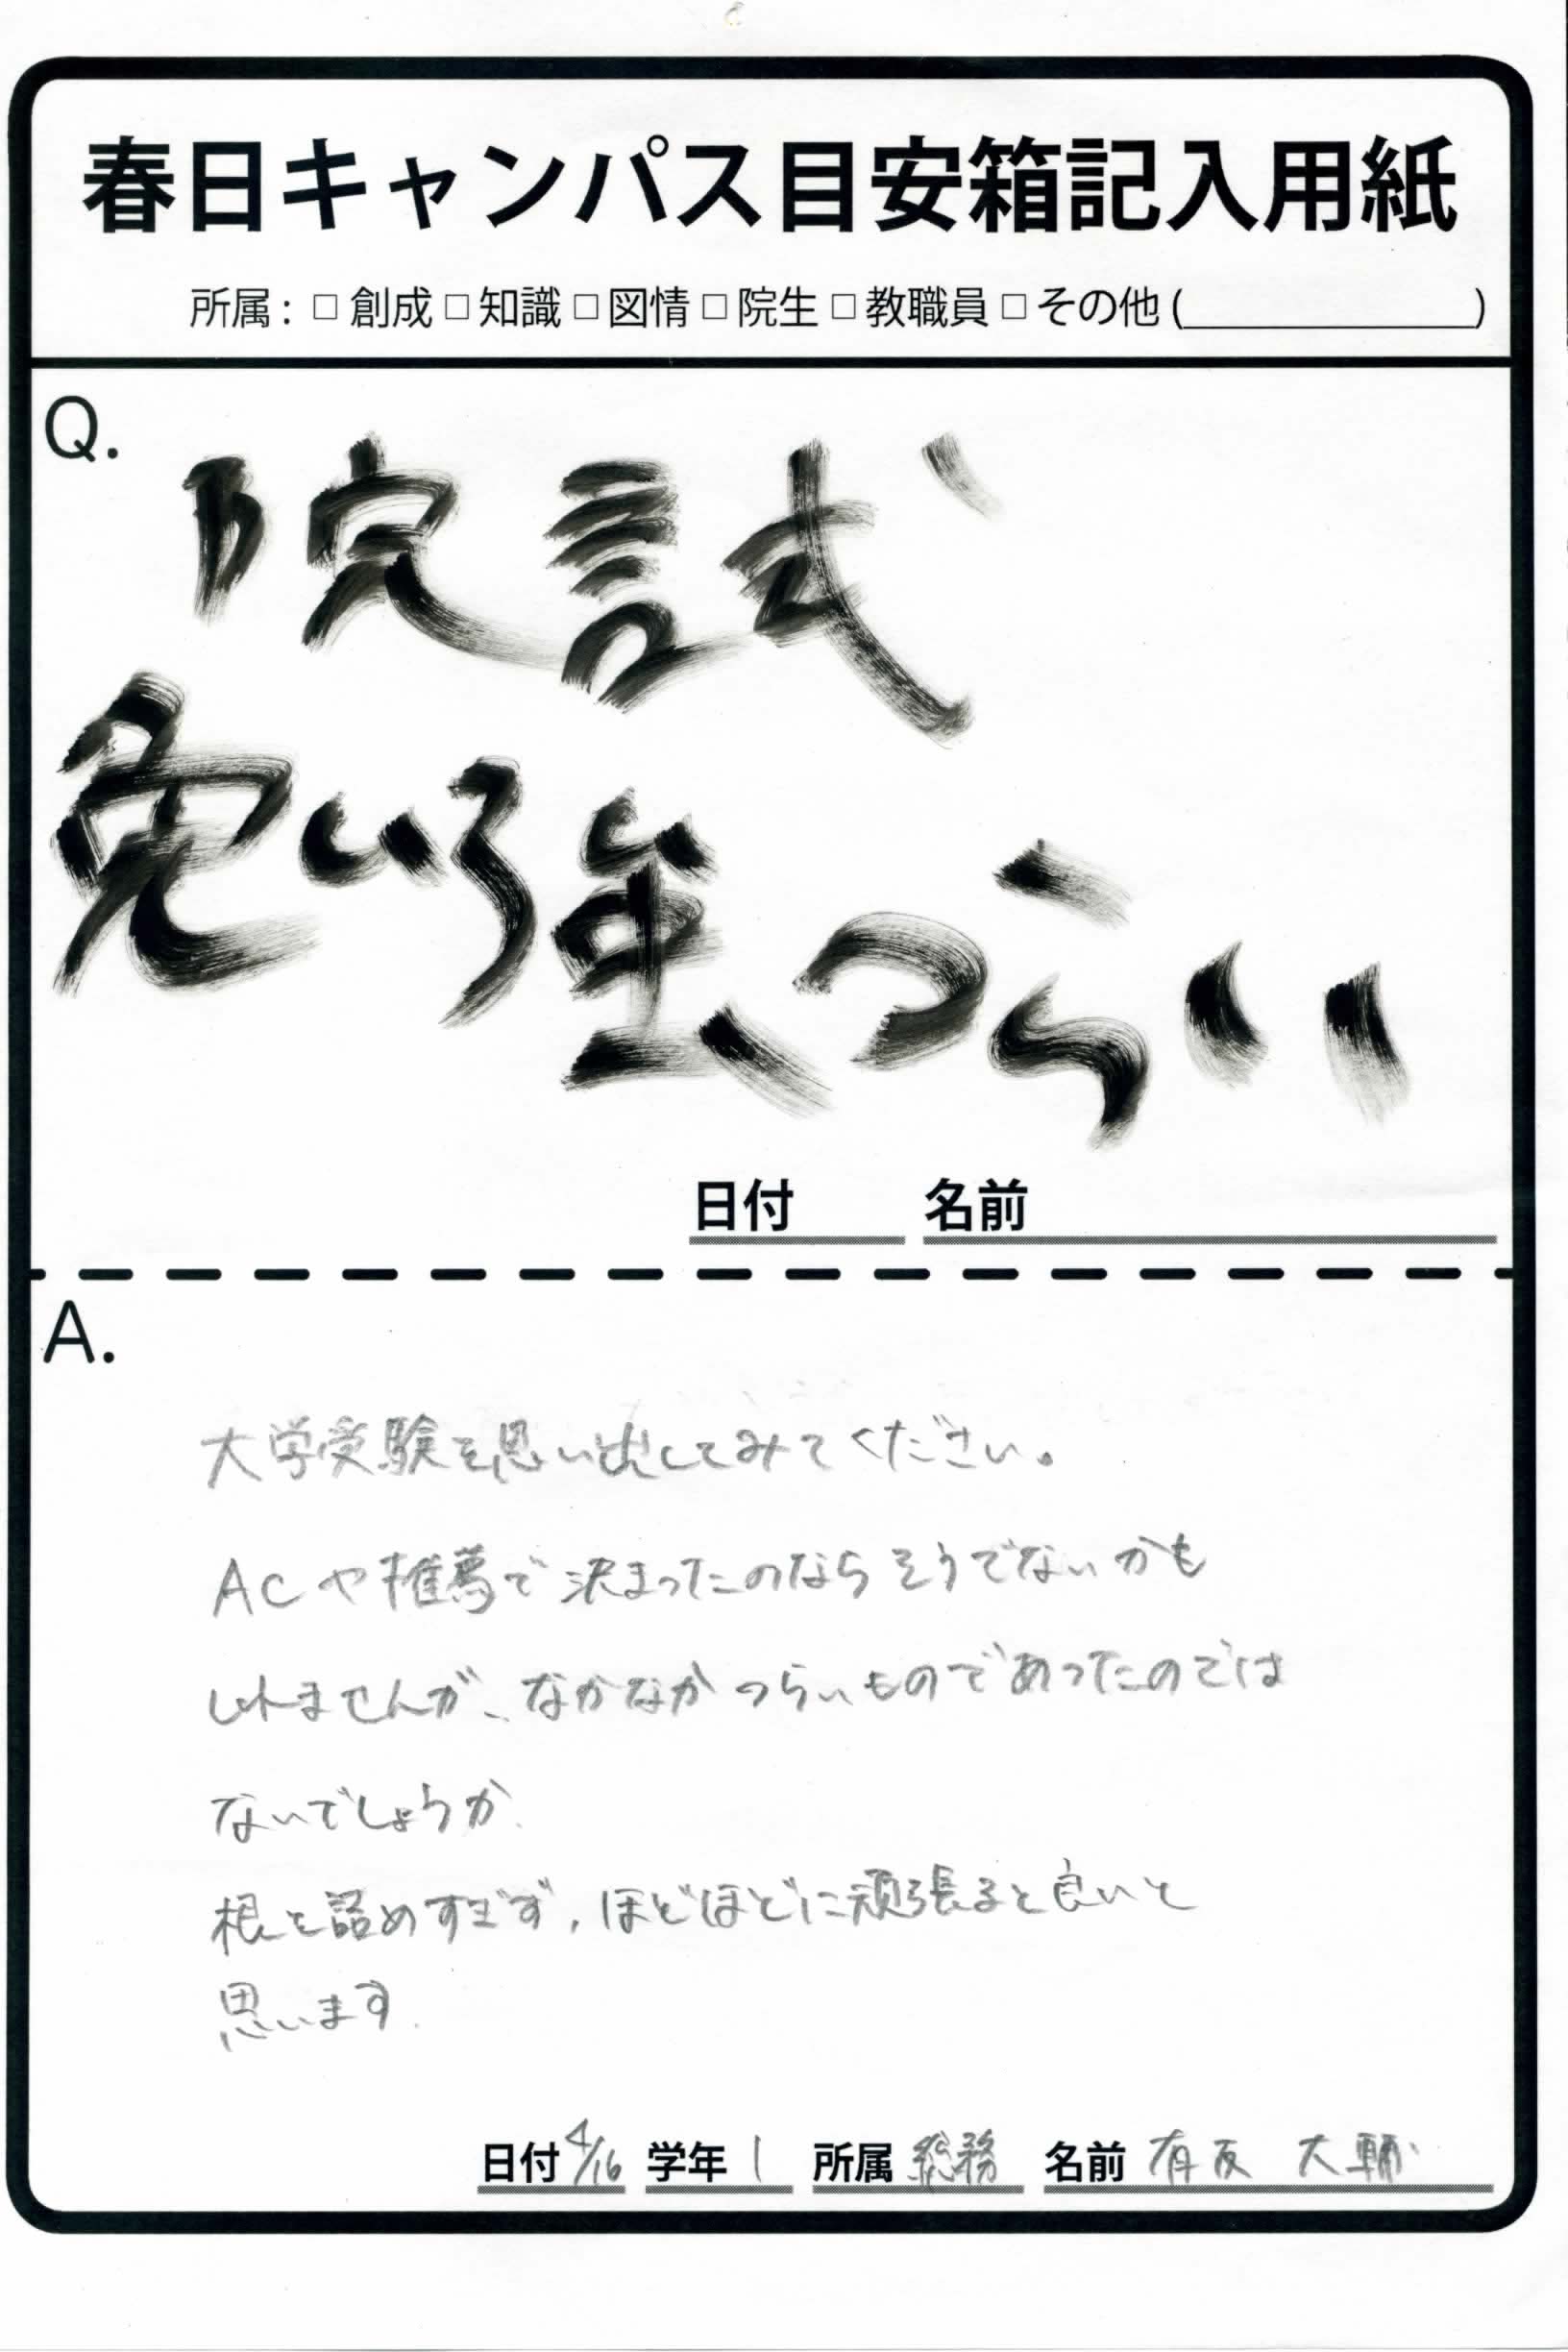 春日キャンパス目安箱記入用紙
所属: □ 創成 □ 知識 □ 図情 □ 院生 □ 教職員 □ その他 (　　　　　)
Q.
院試
勉強つらい
日付　　　名前
A.
大学受験を思い出してみてください。
ACや推薦で決まったのならそうでないかも
しれませんが、なかなかつらいものであったのでは
ないでしょうか.
根を詰めすぎず, ほどほどに頑張ると良いと
思います.
日付 4/16 学年 1 所属 総務 名前 有友 大輔